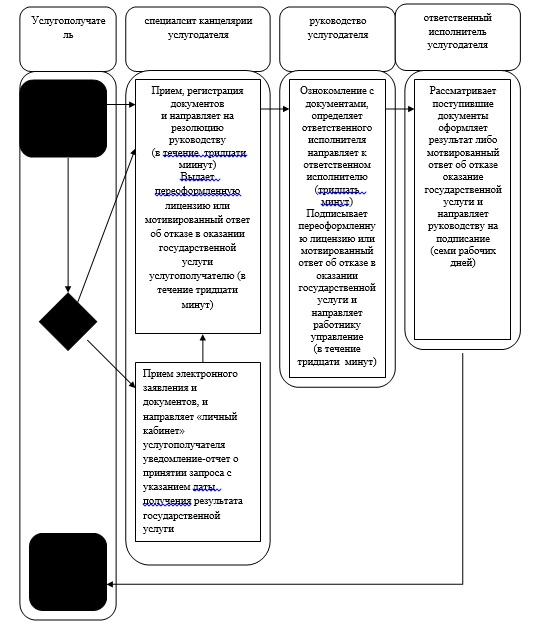 Услугополучате
ль
специалсит канцелярии
услугодателя
руководство
услугодателя
ответственный
исполнитель
услугодателя
Прием, регистрация
документов
и направляет на
резолюцию
руководству
(в течение тридцати
миинут)
Выдает
переоформленную
лицензию или
мотивированный ответ
об отказе в оказании
государственной
услуги
услугополучателю (в
течение тридцати
минут)
Ознокомление с
документами,
определяет
ответственного
исполнителя
направляет к
ответственном
исполнителю
(тридцать
минут)
Подписывает
переоформленну
ю лицензию или
мотвированный
ответ об отказе в
оказании
государственной
услуги и
направляет
работнику
управление
(в течение
тридцати минут)
Рассматривает
поступившие
документы
оформляет
результат либо
мотвированный
ответ об отказе
оказание
государственной
услуги и
направляет
руководству на
подписание
(семи рабочих
дней)
Прием электронного
заявления и
документов, и
направляет «личный
кабинет»
услугополучателя
уведомление-отчет о
принятии запроса с
указанием даты
получения результата
государственной
услуги